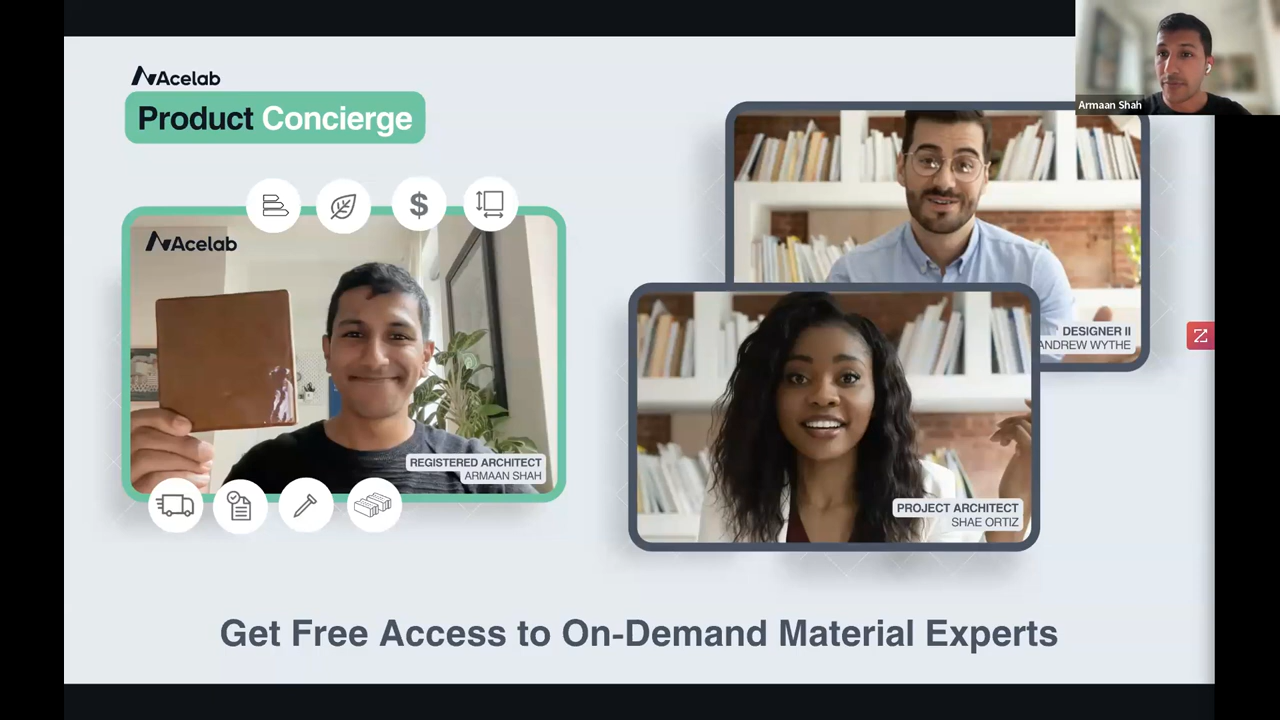 Acelab
Product Concierge
Armaan Shah
$
Acelab
REGISTERED ARCHITECT
ARMAAN SHAH
DESIGNER II
ANDREW WYTHE
PROJECT ARCHITECT
SHAE ORTIZ
Get Free Access to On-Demand Material Experts